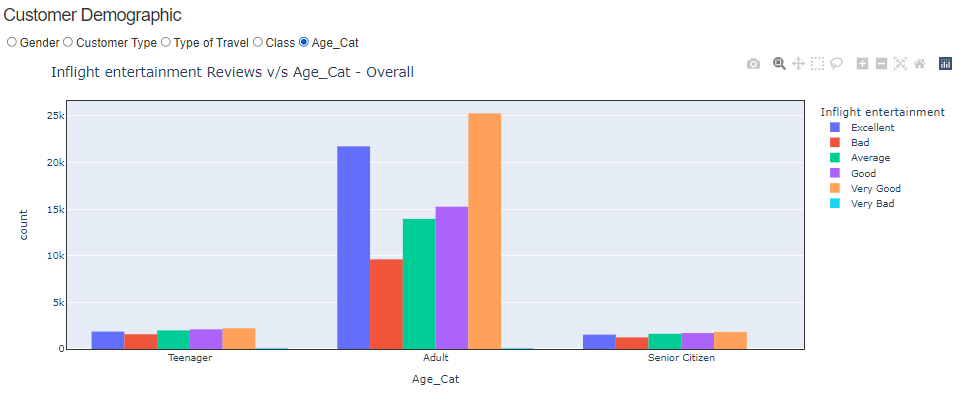 Customer Demographic
Gender Customer Type Type of Travel Class Age_Cat
Inflight entertainment Reviews v/s Age_Cat - Overall
Inflight entertainment
Excellent
Bad
Average
Good
Very Good
Very Bad
25k
20k
15k
10k
5k
0
count
Teenager Adult Senior Citizen
Age_Cat